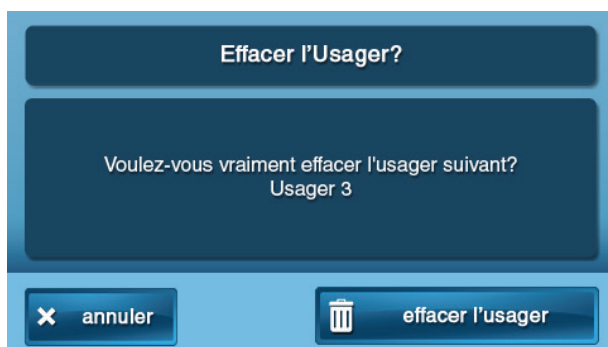 Effacer l'Usager?
Voulez-vous vraiment effacer l'usager suivant?
Usager 3
annuler
effacer l'usager